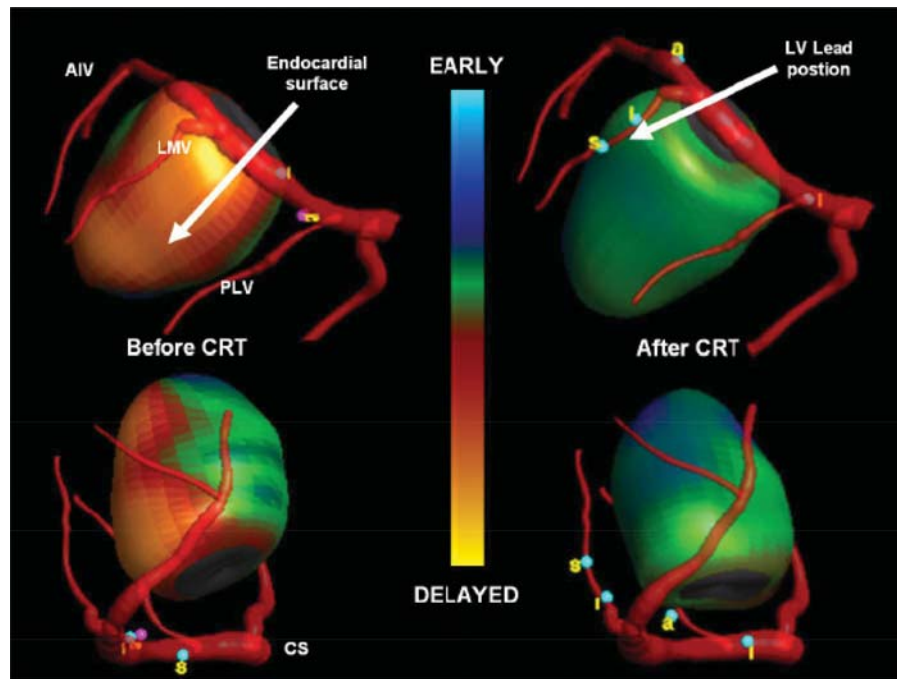 AIV
Endocardial
surface
EARLY
LV Lead
postion
a
LMV
l
s
l
l
PLV
Before CRT
After CRT
DELAYED
s
l
a
CS
s
l